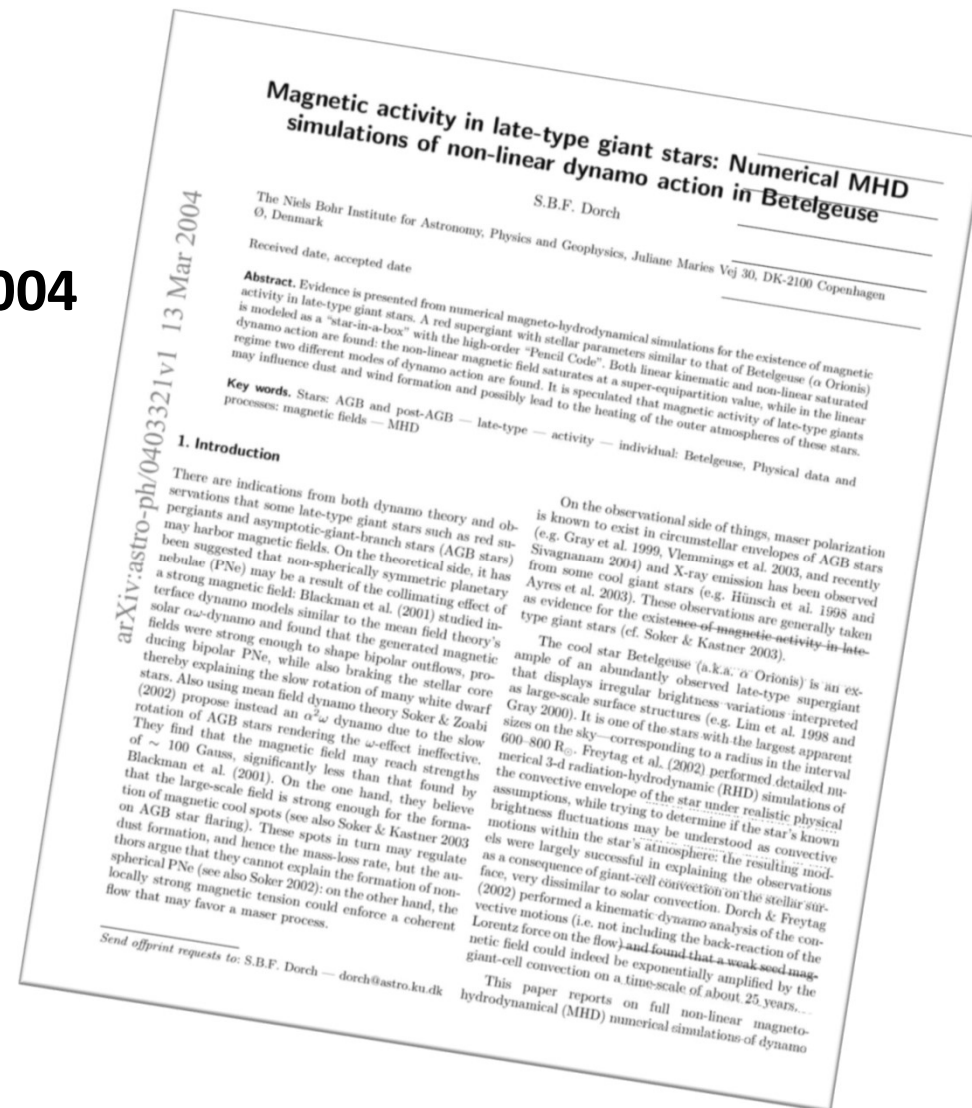 004
arXiv:astro-ph/0403321v1 13 Mar 2004
Magnetic activity in late-type giant stars: Numerical MHD
simulations of non-linear dynamo action in Betelgeuse
S.B.F. Dorch
The Niels Bohr Institute for Astronomy, Physics and Geophysics, Juliane Maries Vej 30, DK-2100 Copenhagen
Ø, Denmark
Received date, accepted date
Abstract. Evidence is presented from numerical magneto-hydrodynamical simulations for the existence of magnetic
activity in late-type giant stars. A red supergiant with stellar parameters similar to that of Betelgeuse (α Orionis)
is modeled as a “star-in-a-box” with the high-order “Pencil Code”. Both linear kinematic and non-linear saturated
dynamo action are found: the non-linear magnetic field saturates at a super-equipartition value, while in the linear
regime two different modes of dynamo action are found. It is speculated that magnetic activity of late-type giants
may influence dust and wind formation and possibly lead to the heating of the outer atmospheres of these stars.
Key words. Stars: AGB and post-AGB — late-type — activity — individual: Betelgeuse, Physical data and
processes: magnetic fields — MHD
1. Introduction
There are indications from both dynamo theory and ob-
servations that some late-type giant stars such as red su-
pergiants and asymptotic-giant-branch stars (AGB stars)
may harbor magnetic fields. On the theoretical side, it has
been suggested that non-spherically symmetric planetary
nebulae (PNe) may be a result of the collimating effect of
a strong magnetic field: Blackman et al. (2001) studied in-
terface dynamo models similar to the mean field theory’s
solar αω-dynamo and found that the generated magnetic
fields were strong enough to shape bipolar outflows, pro-
ducing bipolar PNe, while also braking the stellar core
thereby explaining the slow rotation of many white dwarf
stars. Also using mean field dynamo theory Soker & Zoabi
(2002) propose instead an α²ω dynamo due to the slow
rotation of AGB stars rendering the ω-effect ineffective.
They find that the magnetic field may reach strengths
of ∼ 100 Gauss, significantly less than that found by
Blackman et al. (2001). On the one hand, they believe
that the large-scale field is strong enough for the forma-
tion of magnetic cool spots (see also Soker & Kastner 2003
on AGB star flaring). These spots in turn may regulate
dust formation, and hence the mass-loss rate, but the au-
thors argue that they cannot explain the formation of non-
spherical PNe (see also Soker 2002): on the other hand, the
locally strong magnetic tension could enforce a coherent
flow that may favor a maser process.
Send offprint requests to: S.B.F. Dorch — dorch@astro.ku.dk
On the observational side of things, maser polarization
is known to exist in circumstellar envelopes of AGB stars
(e.g. Gray et al. 1999, Vlemmings et al. 2003, and recently
Sivagnanam 2004) and X-ray emission has been observed
from some cool giant stars (e.g. Hünsch et al. 1998 and
Ayres et al. 2003). These observations are generally taken
as evidence for the existence of magnetic activity in late-
type giant stars (cf. Soker & Kastner 2003).
The cool star Betelgeuse (a.k.a. α Orionis) is an ex-
ample of an abundantly observed late-type supergiant
that displays irregular brightness variations interpreted
as large-scale surface structures (e.g. Lim et al. 1998 and
Gray 2000). It is one of the stars with the largest apparent
sizes on the sky—corresponding to a radius in the interval
600–800 R☉. Freytag et al. (2002) performed detailed nu-
merical 3-d radiation-hydrodynamic (RHD) simulations of
the convective envelope of the star under realistic physical
assumptions, while trying to determine if the star’s known
brightness fluctuations may be understood as convective
motions within the star’s atmosphere: the resulting mod-
els were largely successful in explaining the observations
as a consequence of giant-cell convection on the stellar sur-
face, very dissimilar to solar convection. Dorch & Freytag
(2002) performed a kinematic dynamo analysis of the con-
vective motions (i.e. not including the back-reaction of the
Lorentz force on the flow) and found that a weak seed mag-
netic field could indeed be exponentially amplified by the
giant-cell convection on a time-scale of about 25 years.
This paper reports on full non-linear magneto-
hydrodynamical (MHD) numerical simulations of dynamo